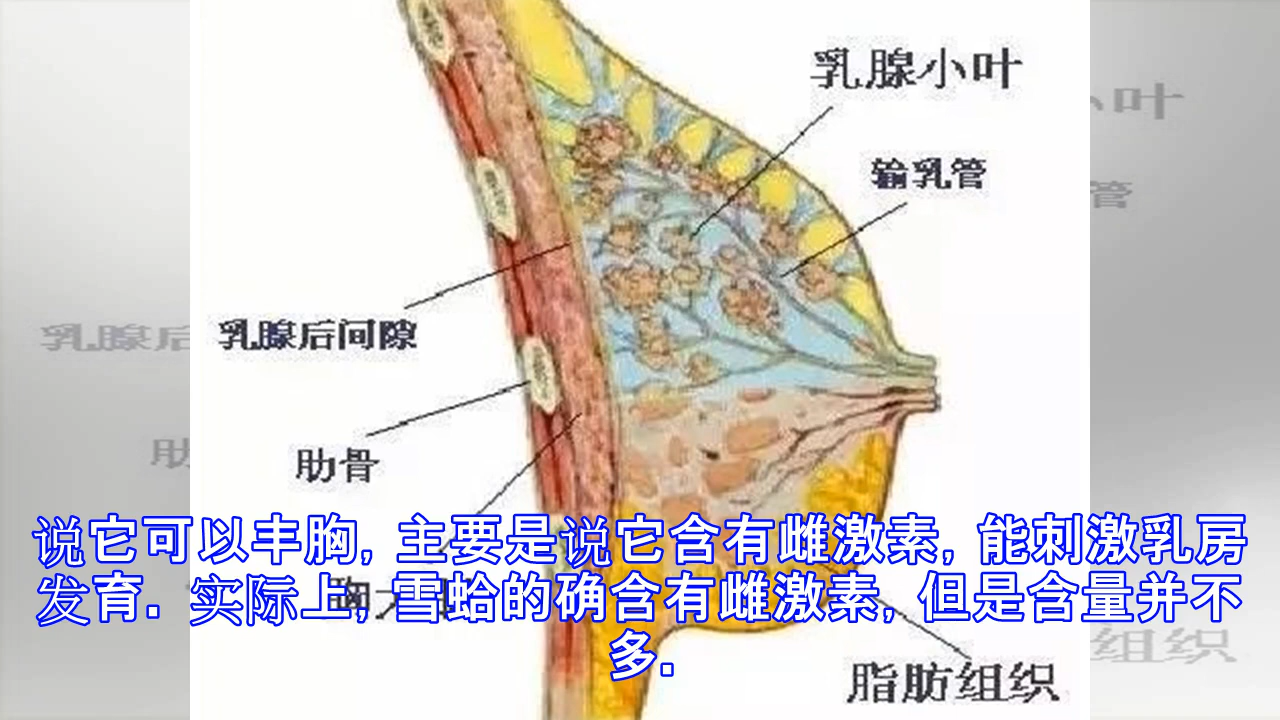 乳腺小叶
输乳管
乳腺后间隙
肋骨
说它可以丰胸, 主要是说它含有雌激素, 能刺激乳房
发育. 实际上, 雪蛤的确含有雌激素, 但是含量并不
多.
脂肪组织